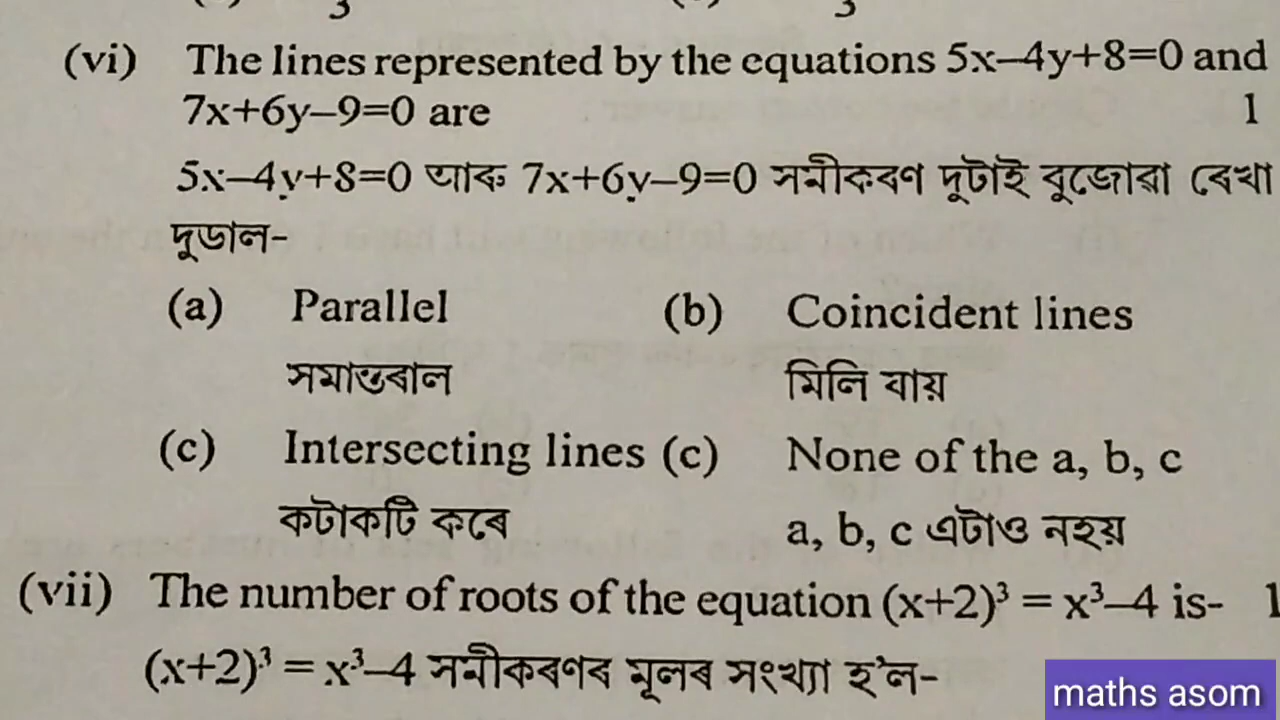 (vi) The lines represented by the equations 5x–4y+8=0 and
7x+6y–9=0 are 1
5x–4y+8=0 আৰু 7x+6y–9=0 সমীকৰণ দুটাই বুজোৱা ৰেখা
দুডাল-
(a) Parallel (b) Coincident lines
সমান্তৰাল মিলি যায়
(c) Intersecting lines (c) None of the a, b, c
কটাকটি কৰে a, b, c এটাও নহয়
(vii) The number of roots of the equation (x+2)³ = x³–4 is- 1
(x+2)³ = x³–4 সমীকৰণৰ মূলৰ সংখ্যা হ'ল-
maths asom